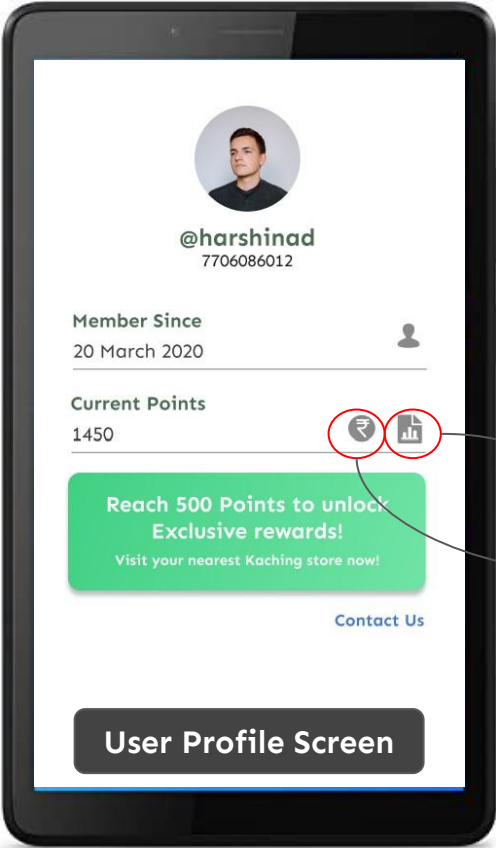 @harshinad
7706086012
Member Since
20 March 2020
Current Points
1450
₹
Reach 500 Points to unlock
Exclusive rewards!
Visit your nearest Kaching store now!
Contact Us
User Profile Screen